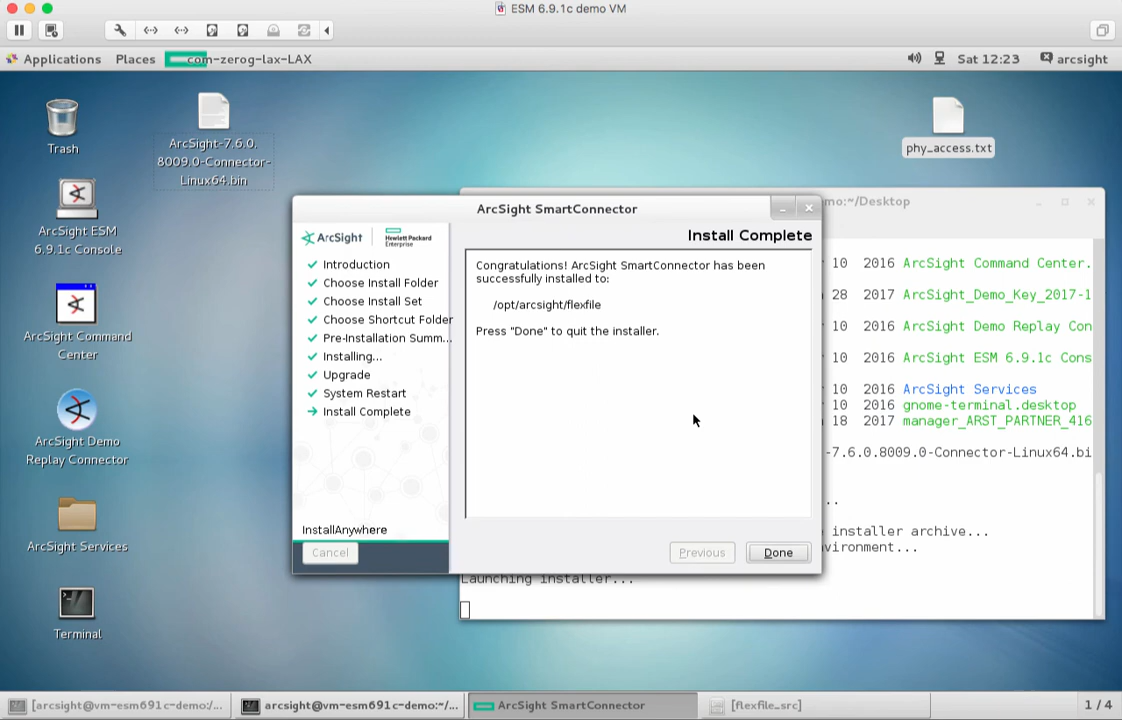 ESM 6.9.1c demo VM
Applications Places com-zerog-lax-LAX
Sat 12:23 arcsight
Trash
ArcSight-7.6.0.
8009.0-Connector-
Linux64.bin
phy_access.txt
ArcSight ESM
6.9.1c Console
ArcSight Command
Center
ArcSight Demo
Replay Connector
ArcSight Services
Terminal
mo:~/Desktop
10 2016 ArcSight Command Center.
28 2017 ArcSight_Demo_Key_2017-1
10 2016 ArcSight Demo Replay Con
10 2016 ArcSight ESM 6.9.1c Cons
10 2016 ArcSight Services
10 2016 gnome-terminal.desktop
18 2017 manager_ARST_PARTNER_416
-7.6.0.8009.0-Connector-Linux64.bi
..
installer archive...
vironment...
Launching installer...
ArcSight SmartConnector
ArcSight
Hewlett Packard
Enterprise
Install Complete
Introduction
Choose Install Folder
Choose Install Set
Choose Shortcut Folder
Pre-Installation Summ...
Installing...
Upgrade
System Restart
Install Complete
Congratulations! ArcSight SmartConnector has been
successfully installed to:
/opt/arcsight/flexfile
Press "Done" to quit the installer.
InstallAnywhere
Cancel
Previous
Done
[arcsight@vm-esm691c-demo:/...
arcsight@vm-esm691c-demo:~/...
ArcSight SmartConnector
[flexfile_src]
1 / 4